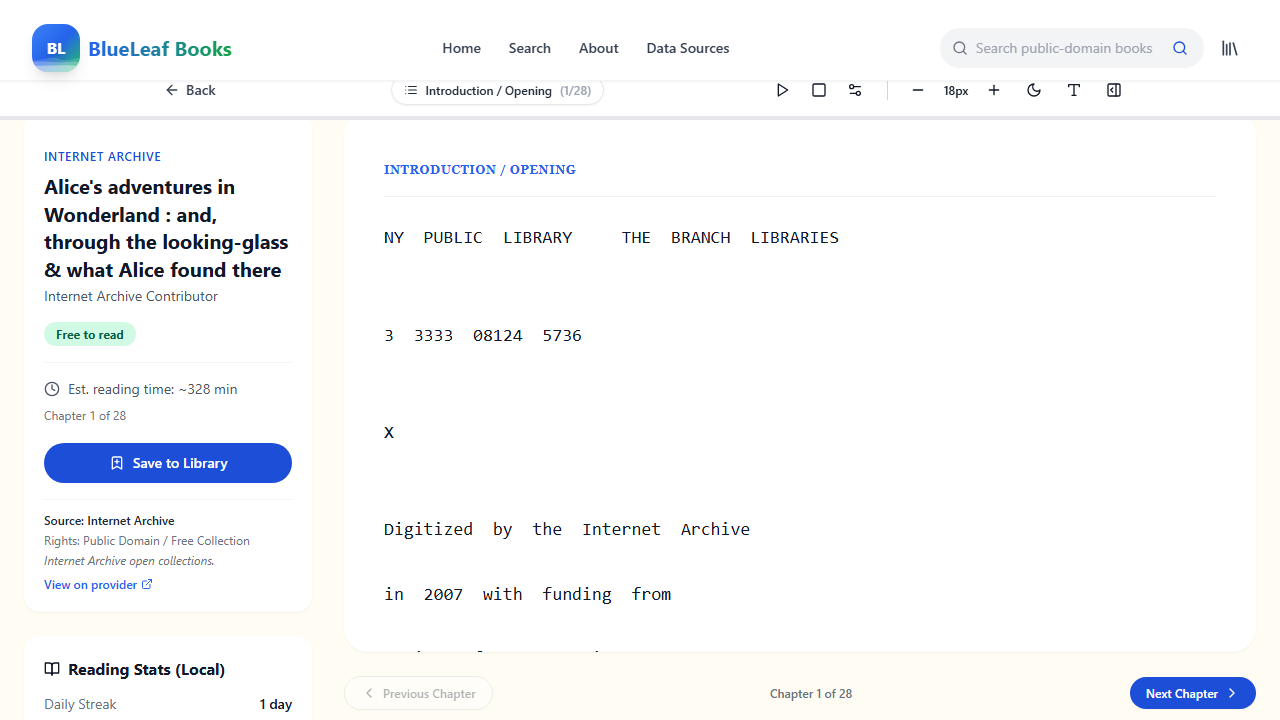 BL BlueLeaf Books
Home Search About Data Sources
Search public-domain books
Back
Introduction / Opening (1/28)
18px
INTERNET ARCHIVE
Alice's adventures in
Wonderland : and,
through the looking-glass
& what Alice found there
Internet Archive Contributor
Free to read
Est. reading time: ~328 min
Chapter 1 of 28
Save to Library
Source: Internet Archive
Rights: Public Domain / Free Collection
Internet Archive open collections.
View on provider
Reading Stats (Local)
Daily Streak 1 day
INTRODUCTION / OPENING
NY PUBLIC LIBRARY THE BRANCH LIBRARIES
3 3333 08124 5736
X
Digitized by the Internet Archive
in 2007 with funding from
Previous Chapter
Chapter 1 of 28
Next Chapter